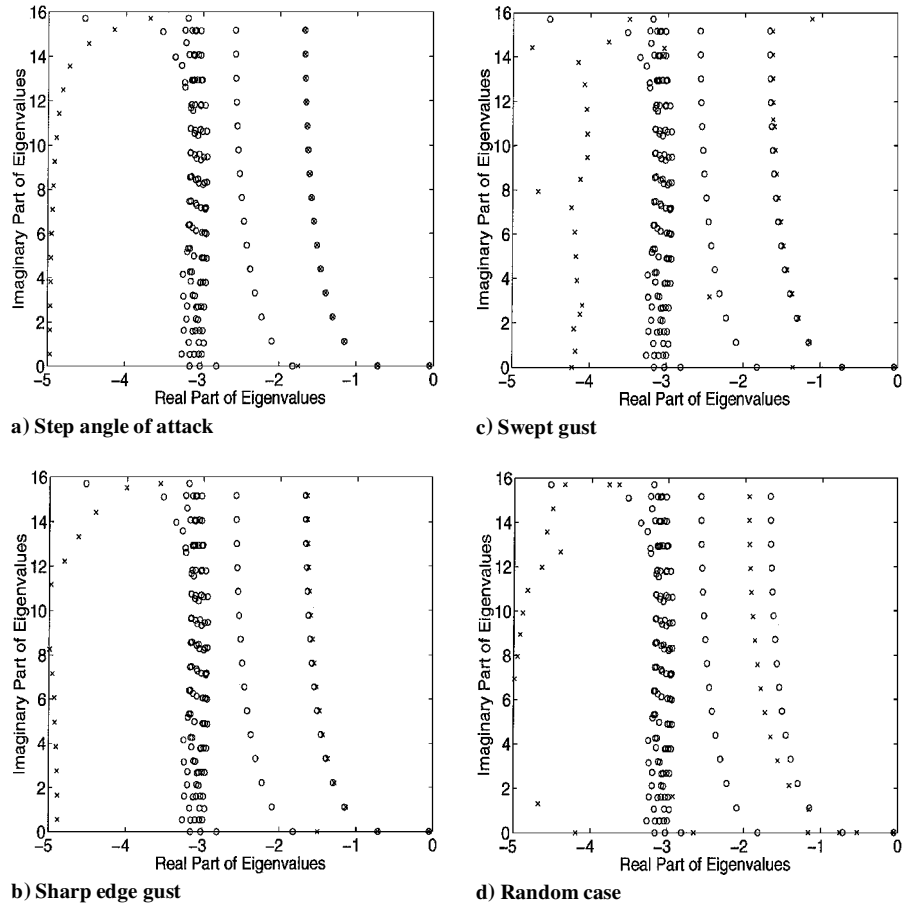 16
14
12
10
8
6
4
2
0
Imaginary Part of Eigenvalues
−5 −4 −3 −2 −1 0
Real Part of Eigenvalues
a) Step angle of attack
16
14
12
10
8
6
4
2
0
Imaginary Part of Eigenvalues
−5 −4 −3 −2 −1 0
Real Part of Eigenvalues
c) Swept gust
16
14
12
10
8
6
4
2
0
Imaginary Part of Eigenvalues
−5 −4 −3 −2 −1 0
Real Part of Eigenvalues
b) Sharp edge gust
16
14
12
10
8
6
4
2
0
Imaginary Part of Eigenvalues
−5 −4 −3 −2 −1 0
Real Part of Eigenvalues
d) Random case